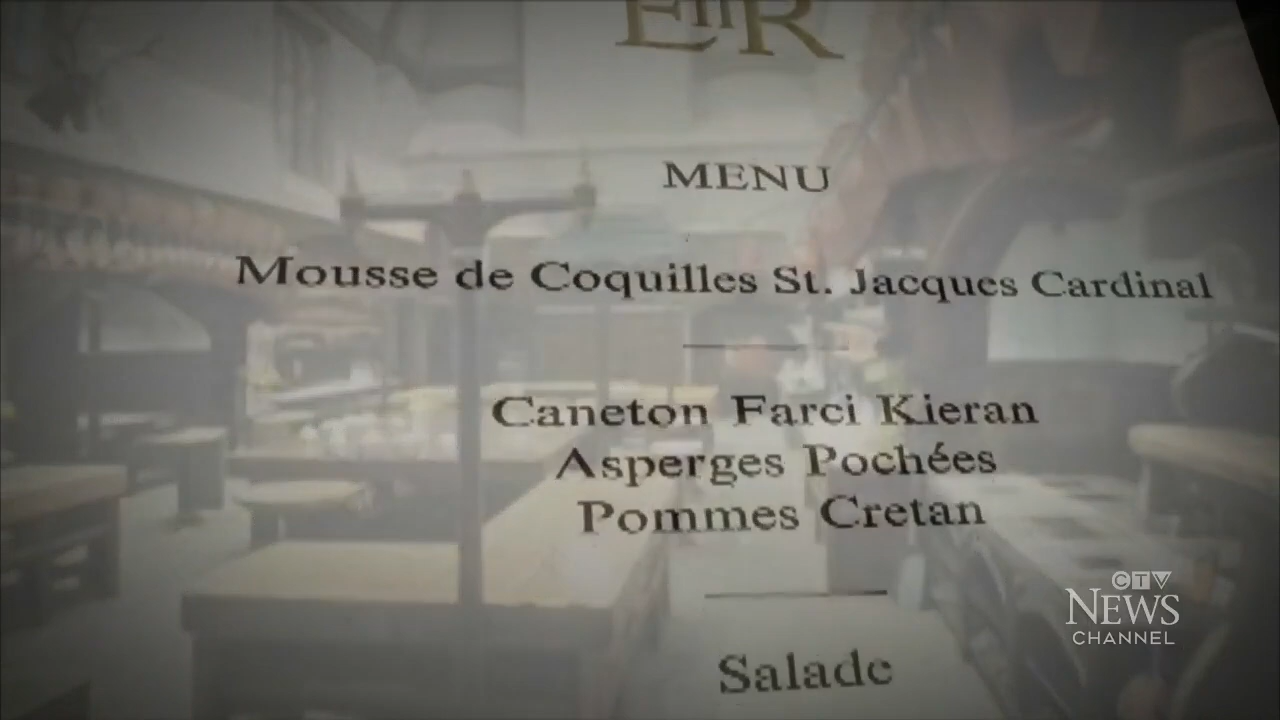 EIIR
MENU
Mousse de Coquilles St. Jacques Cardinal
Caneton Farci Kieran
Asperges Pochées
Pommes Cretan
Salade
CTV
NEWS
CHANNEL